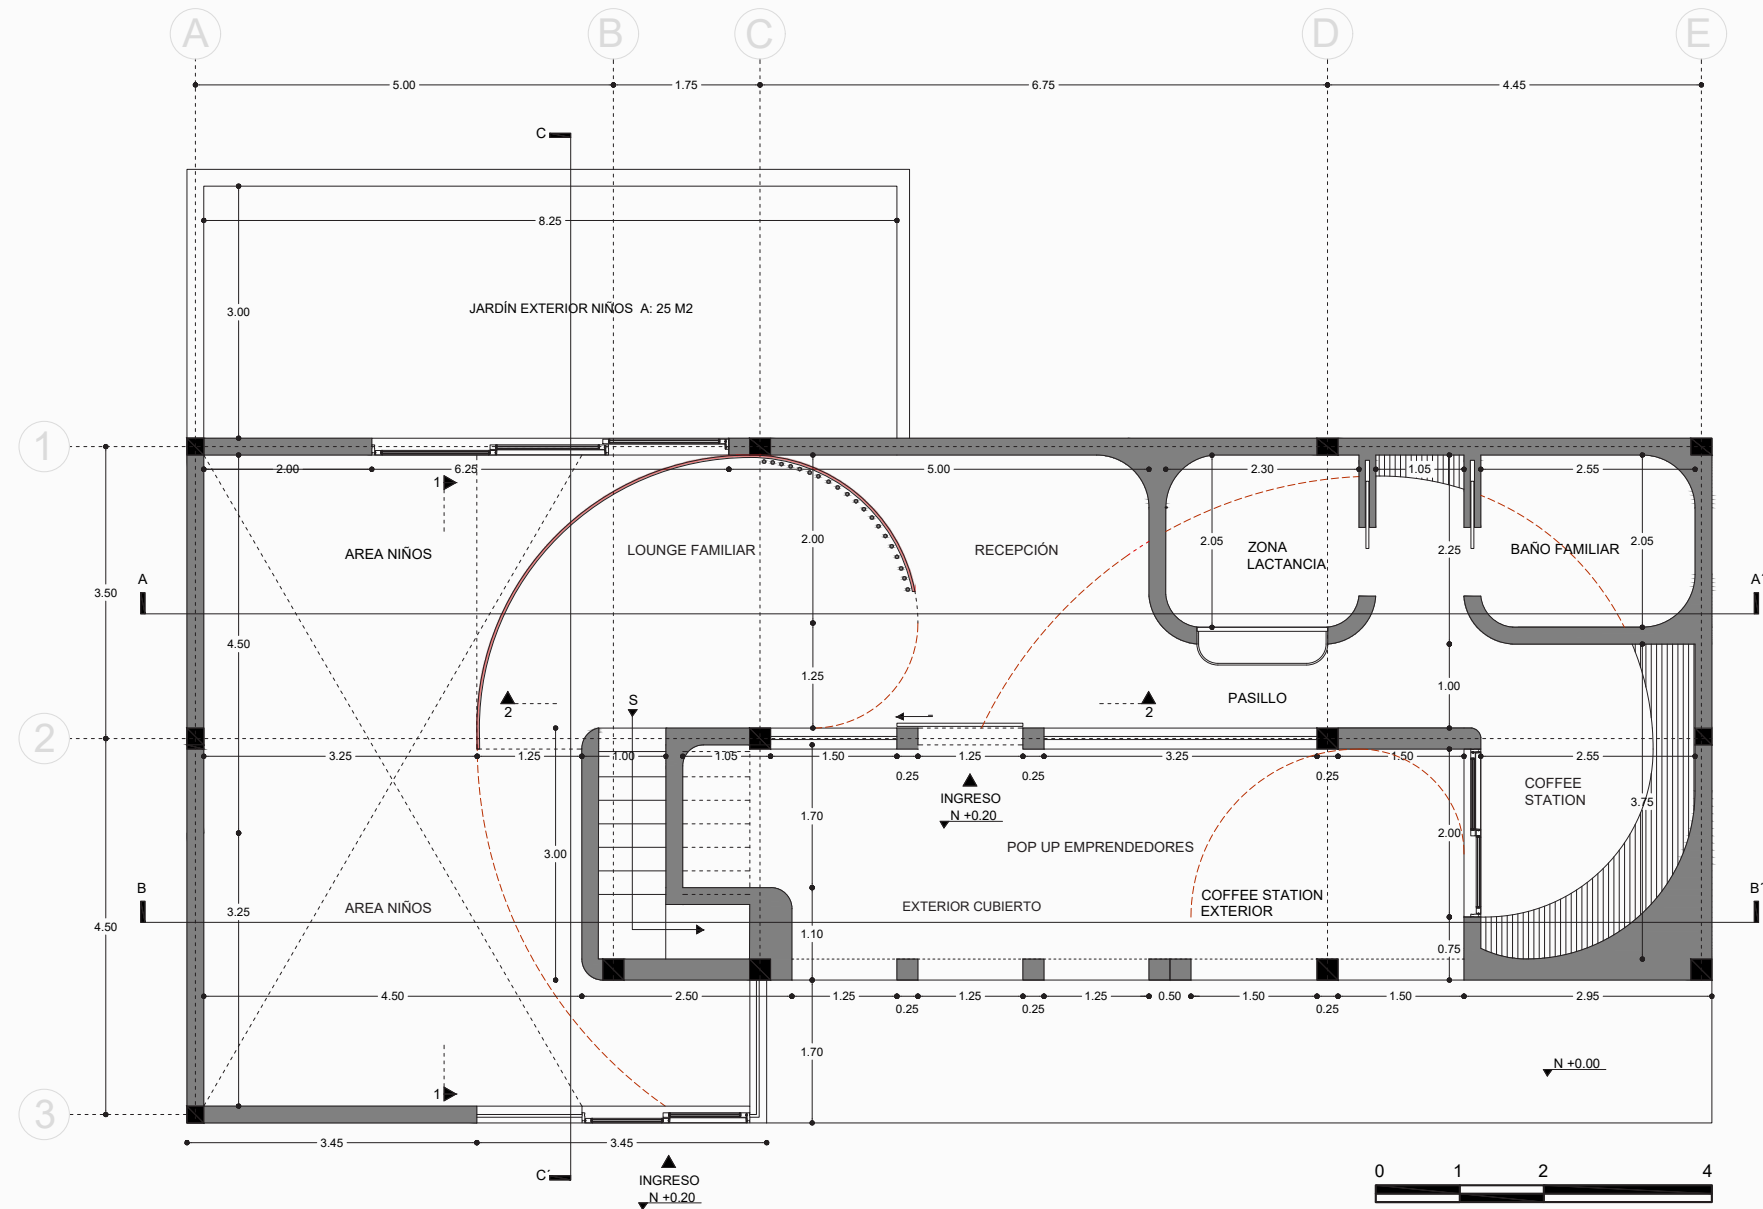 A B C D E
5.00 1.75 6.75 4.45
C
8.25
3.00
JARDÍN EXTERIOR NIÑOS A: 25 M2
1
2.00 6.25 5.00 2.30 1.05 2.55
1
2.00 2.05 2.25 2.05
AREA NIÑOS
LOUNGE FAMILIAR
RECEPCIÓN
ZONA
LACTANCIA
BAÑO FAMILIAR
A A´
3.50
4.50
1.25
1.00
S
2 2
PASILLO
2
3.25 1.25 1.00 1.05 1.50 1.25 3.25 1.50 2.55
0.25 0.25 0.25
INGRESO
N +0.20
COFFEE
STATION
3.75
1.70
2.00
3.00
POP UP EMPRENDEDORES
B B´
AREA NIÑOS
3.25
EXTERIOR CUBIERTO
COFFEE STATION
EXTERIOR
4.50
1.10
0.75
4.50 2.50 1.25 1.25 1.25 0.50 1.50 1.50 2.95
0.25 0.25 0.25
1.70
N +0.00
1
3
3.45 3.45
C´
INGRESO
N +0.20
0 1 2 4